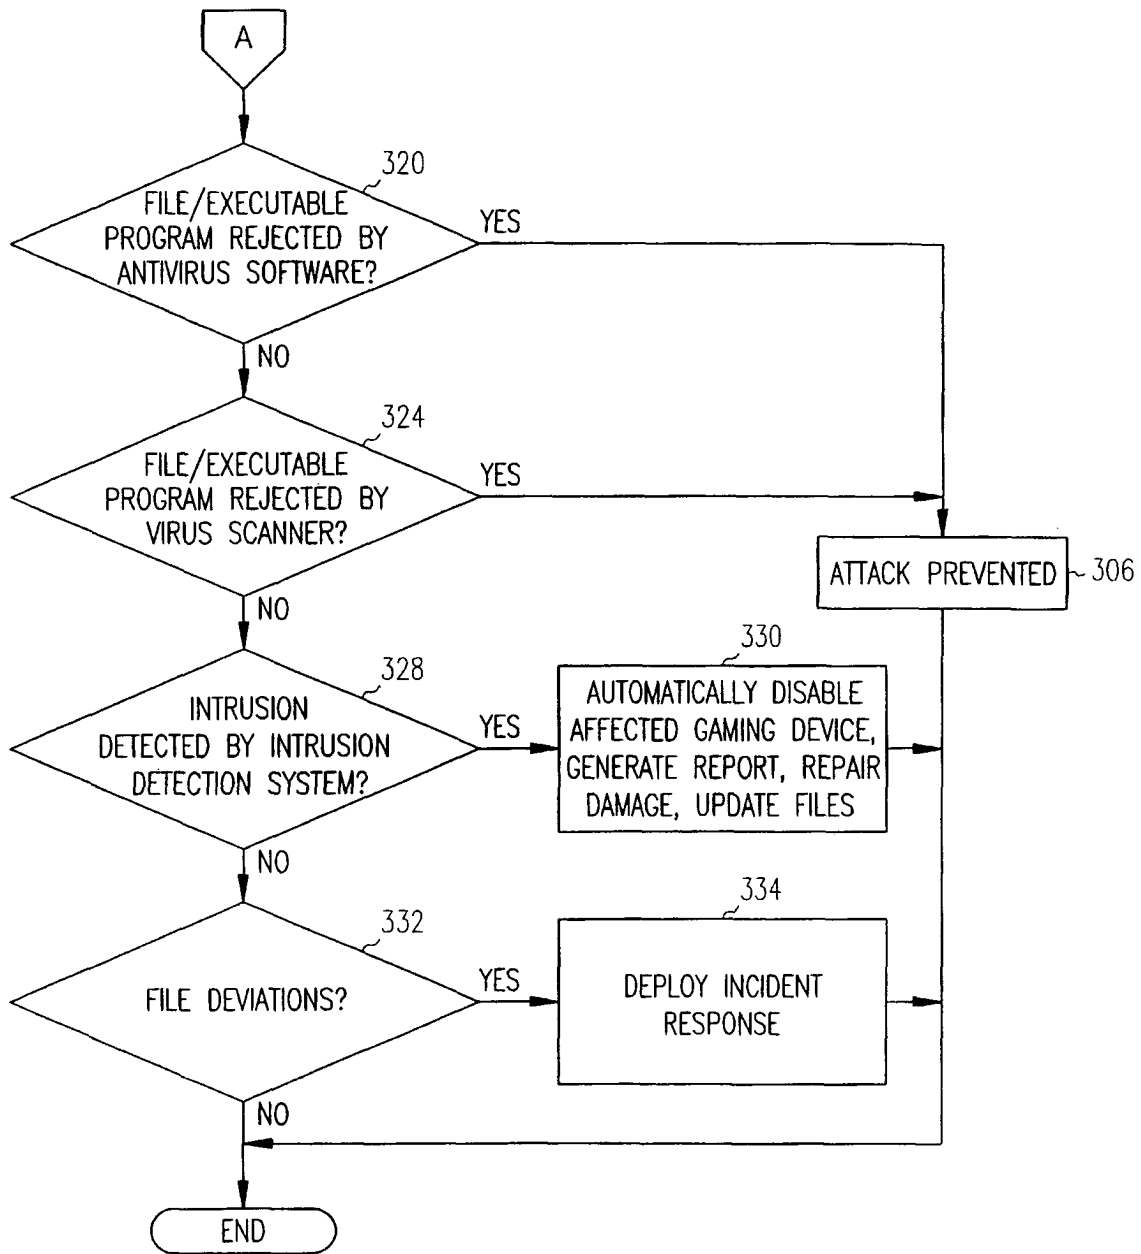 A
320
FILE/EXECUTABLE
PROGRAM REJECTED BY
ANTIVIRUS SOFTWARE?
YES
NO
324
FILE/EXECUTABLE
PROGRAM REJECTED BY
VIRUS SCANNER?
YES
ATTACK PREVENTED
306
NO
328
INTRUSION
DETECTED BY INTRUSION
DETECTION SYSTEM?
YES
330
AUTOMATICALLY DISABLE
AFFECTED GAMING DEVICE,
GENERATE REPORT, REPAIR
DAMAGE, UPDATE FILES
NO
332
FILE DEVIATIONS?
YES
334
DEPLOY INCIDENT
RESPONSE
NO
END